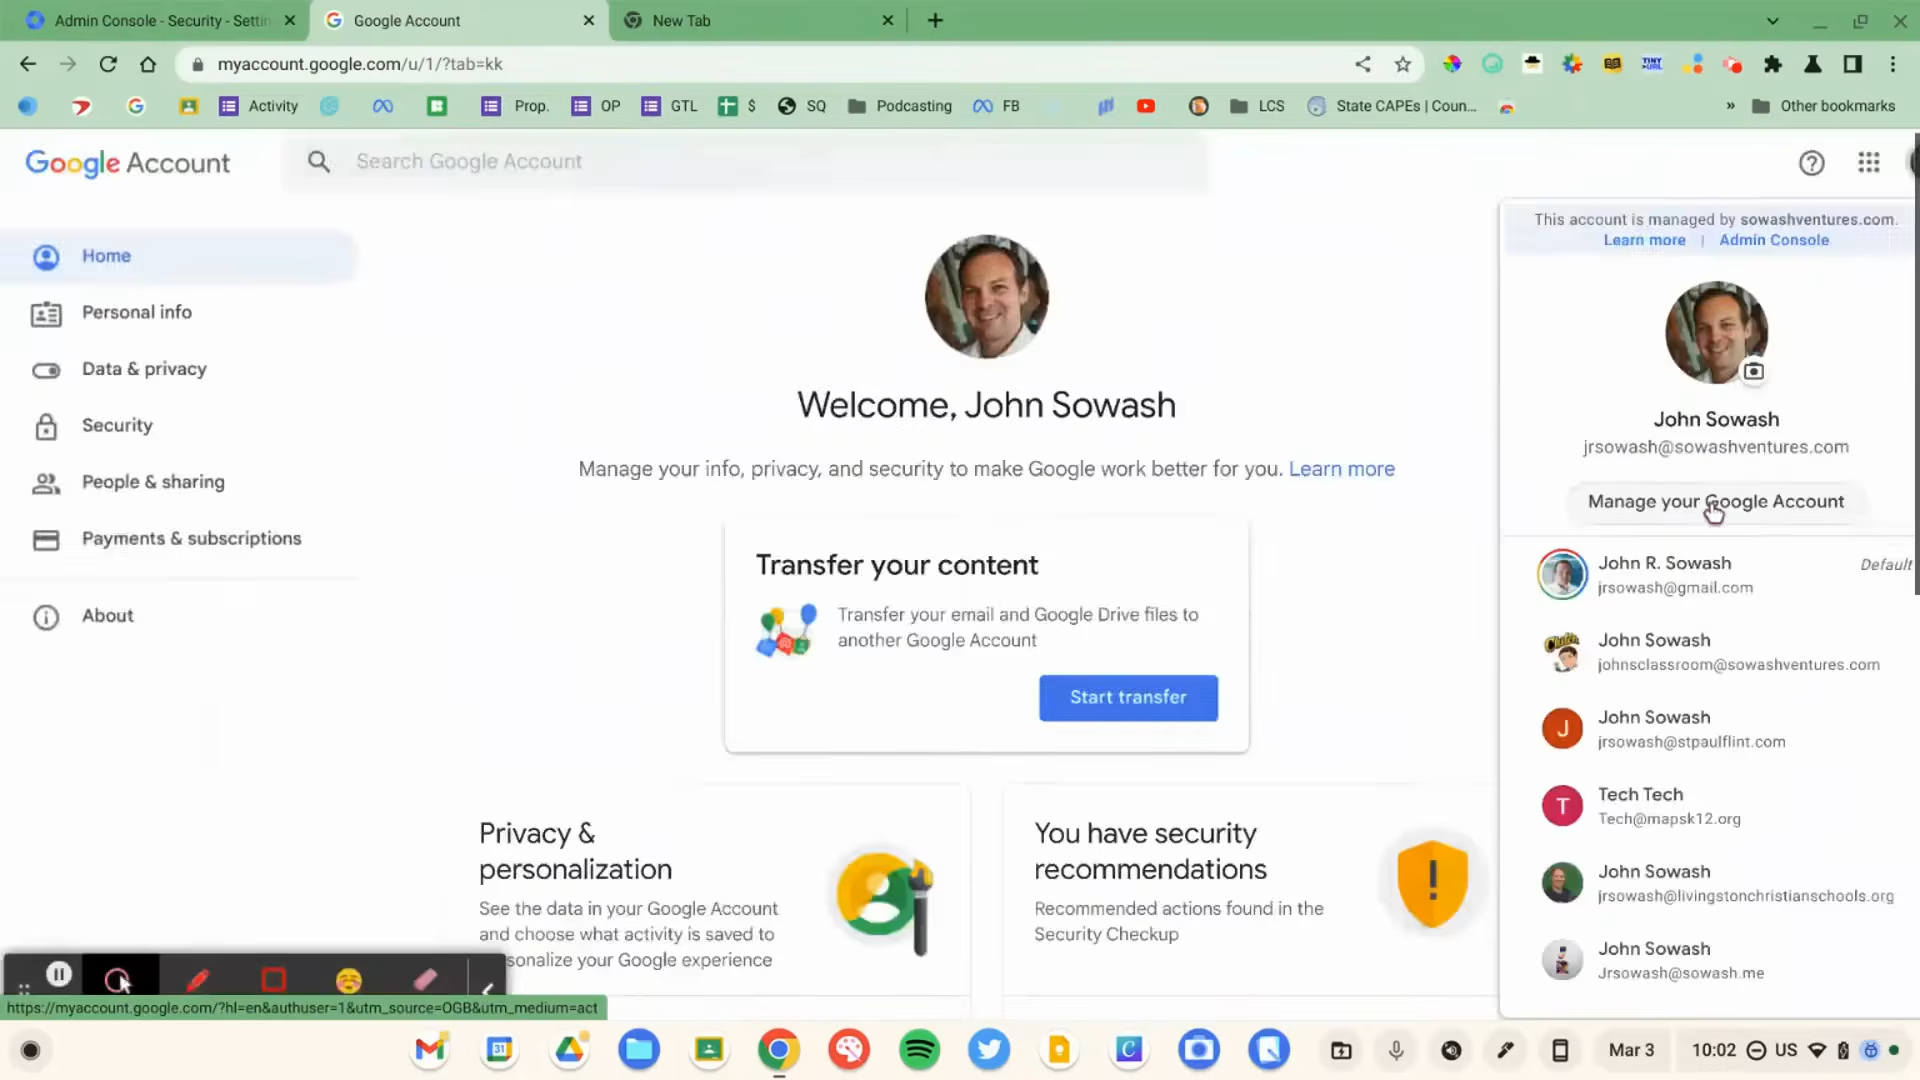 Admin Console - Security - Settin
Google Account
New Tab
myaccount.google.com/u/1/?tab=kk
TINY
URL
Activity
Prop.
OP
GTL
$
SQ
Podcasting
FB
LCS
State CAPEs | Coun...
»
Other bookmarks
Google Account
Search Google Account
Home
Personal info
Data & privacy
Security
People & sharing
Payments & subscriptions
About
Welcome, John Sowash
Manage your info, privacy, and security to make Google work better for you. Learn more
Transfer your content
Transfer your email and Google Drive files to
another Google Account
Start transfer
Privacy &
personalization
See the data in your Google Account
and choose what activity is saved to
sonalize your Google experience
You have security
recommendations
Recommended actions found in the
Security Checkup
This account is managed by sowashventures.com.
Learn more | Admin Console
John Sowash
jrsowash@sowashventures.com
Manage your Google Account
John R. Sowash
Default
jrsowash@gmail.com
John Sowash
johnsclassroom@sowashventures.com
J
John Sowash
jrsowash@stpaulflint.com
T
Tech Tech
Tech@mapsk12.org
John Sowash
jrsowash@livingstonchristianschools.org
John Sowash
Jrsowash@sowash.me
https://myaccount.google.com/?hl=en&authuser=1&utm_source=OGB&utm_medium=act
31
C
Mar 3
10:02
US